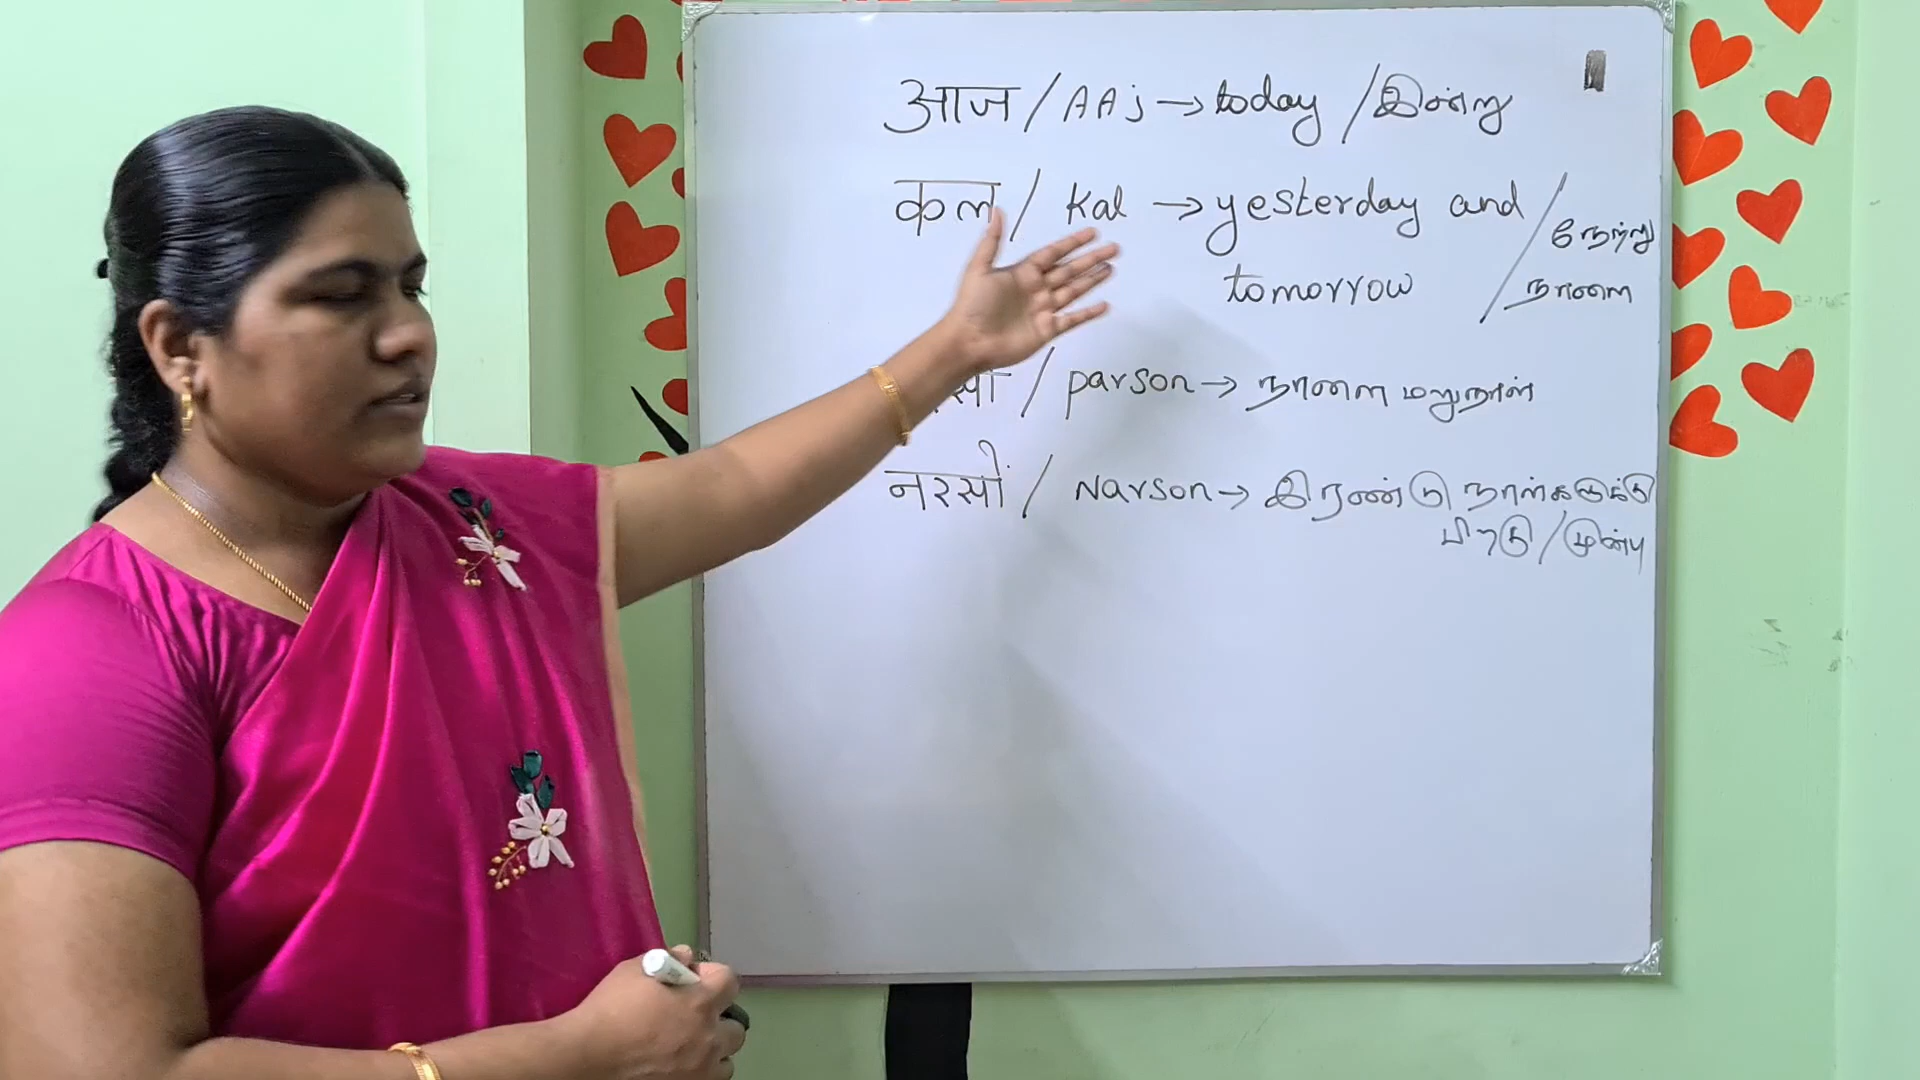 आज / AAj → today / இன்று
कल / Kal → yesterday and / நேற்று
tomorrow / நாளை
/ parson → நாளை மறுநாள்
नरसों / Narson → இரண்டு நாள்களுக்கு
பிறகு / முன்பு